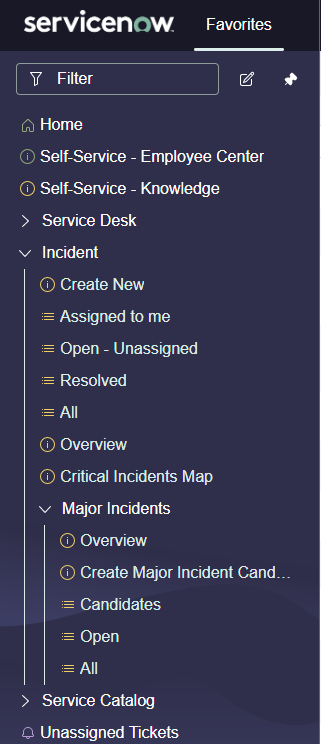 servicenow.
Favorites
Filter
Home
Self-Service - Employee Center
Self-Service - Knowledge
Service Desk
Incident
Create New
Assigned to me
Open - Unassigned
Resolved
All
Overview
Critical Incidents Map
Major Incidents
Overview
Create Major Incident Cand...
Candidates
Open
All
Service Catalog
Unassigned Tickets